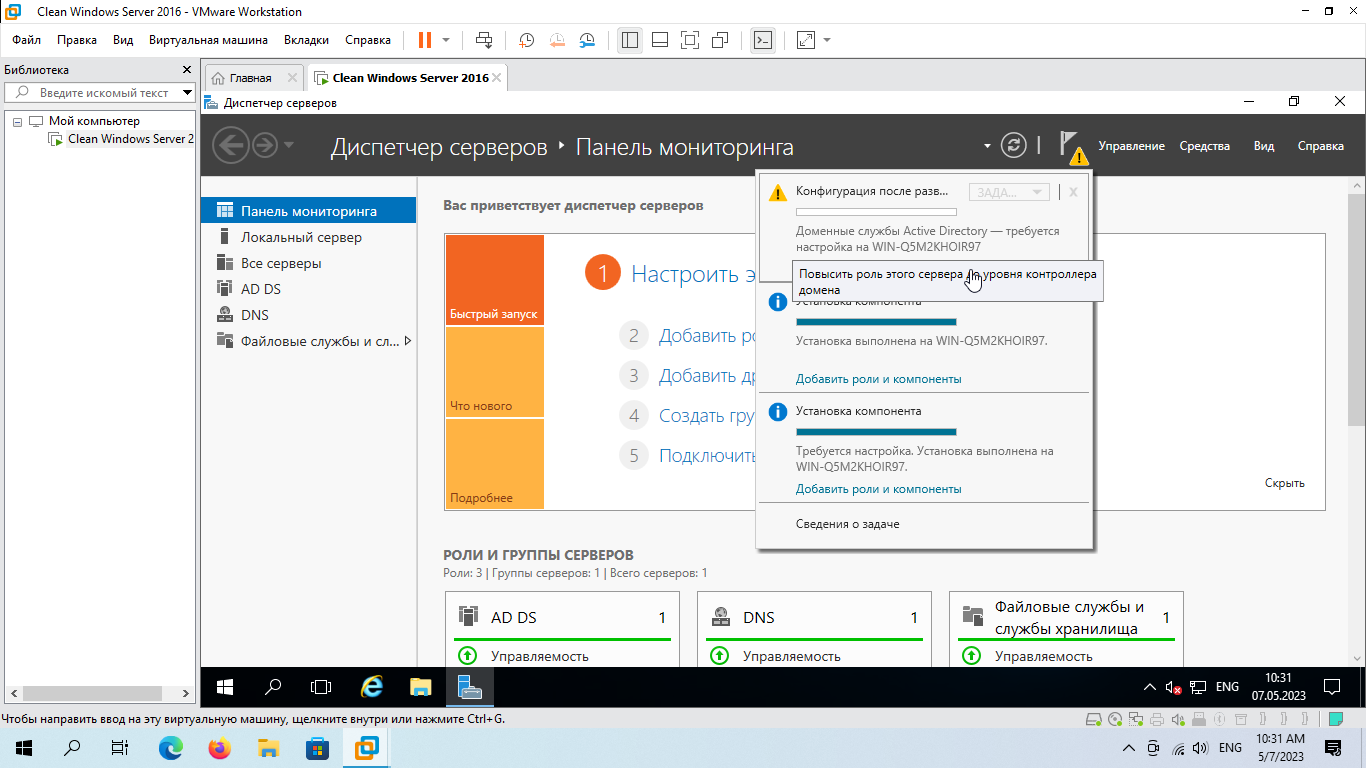 Clean Windows Server 2016 - VMware Workstation
Файл Правка Вид Виртуальная машина Вкладки Справка
Библиотека
Введите искомый текст
Мой компьютер
Clean Windows Server 2
Главная
Clean Windows Server 2016
Диспетчер серверов
Диспетчер серверов ‣ Панель мониторинга
Управление Средства Вид Справка
Панель мониторинга
Локальный сервер
Все серверы
AD DS
DNS
Файловые службы и сл...
Вас приветствует диспетчер серверов
Быстрый запуск
Что нового
Подробнее
1 Настроить э
2 Добавить ро
3 Добавить др
4 Создать гру
5 Подключить
Скрыть
Конфигурация после разв...
ЗАДА...
X
Доменные службы Active Directory — требуется
настройка на WIN-Q5M2KHOIR97
Повысить роль этого сервера уровня контроллера
домена
Установка компонента
Установка выполнена на WIN-Q5M2KHOIR97.
Добавить роли и компоненты
Установка компонента
Требуется настройка. Установка выполнена на
WIN-Q5M2KHOIR97.
Добавить роли и компоненты
Сведения о задаче
РОЛИ И ГРУППЫ СЕРВЕРОВ
Роли: 3 | Группы серверов: 1 | Всего серверов: 1
AD DS 1
Управляемость
DNS 1
Управляемость
Файловые службы и
службы хранилища 1
Управляемость
ENG
10:31
07.05.2023
Чтобы направить ввод на эту виртуальную машину, щелкните внутри или нажмите Ctrl+G.
ENG
10:31 AM
5/7/2023